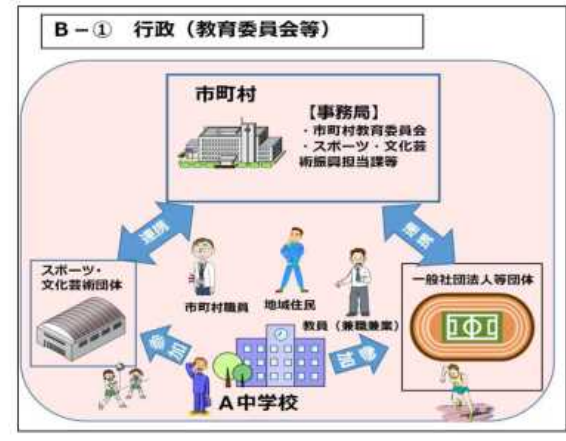 B-① 行政（教育委員会等）
市町村
【事務局】
・市町村教育委員会
・スポーツ・文化芸
術振興担当課等
連携
委託
スポーツ・
文化芸術団体
市町村職員
地域住民
教員（兼職兼業）
一般社団法人等団体
参加
参加
A中学校